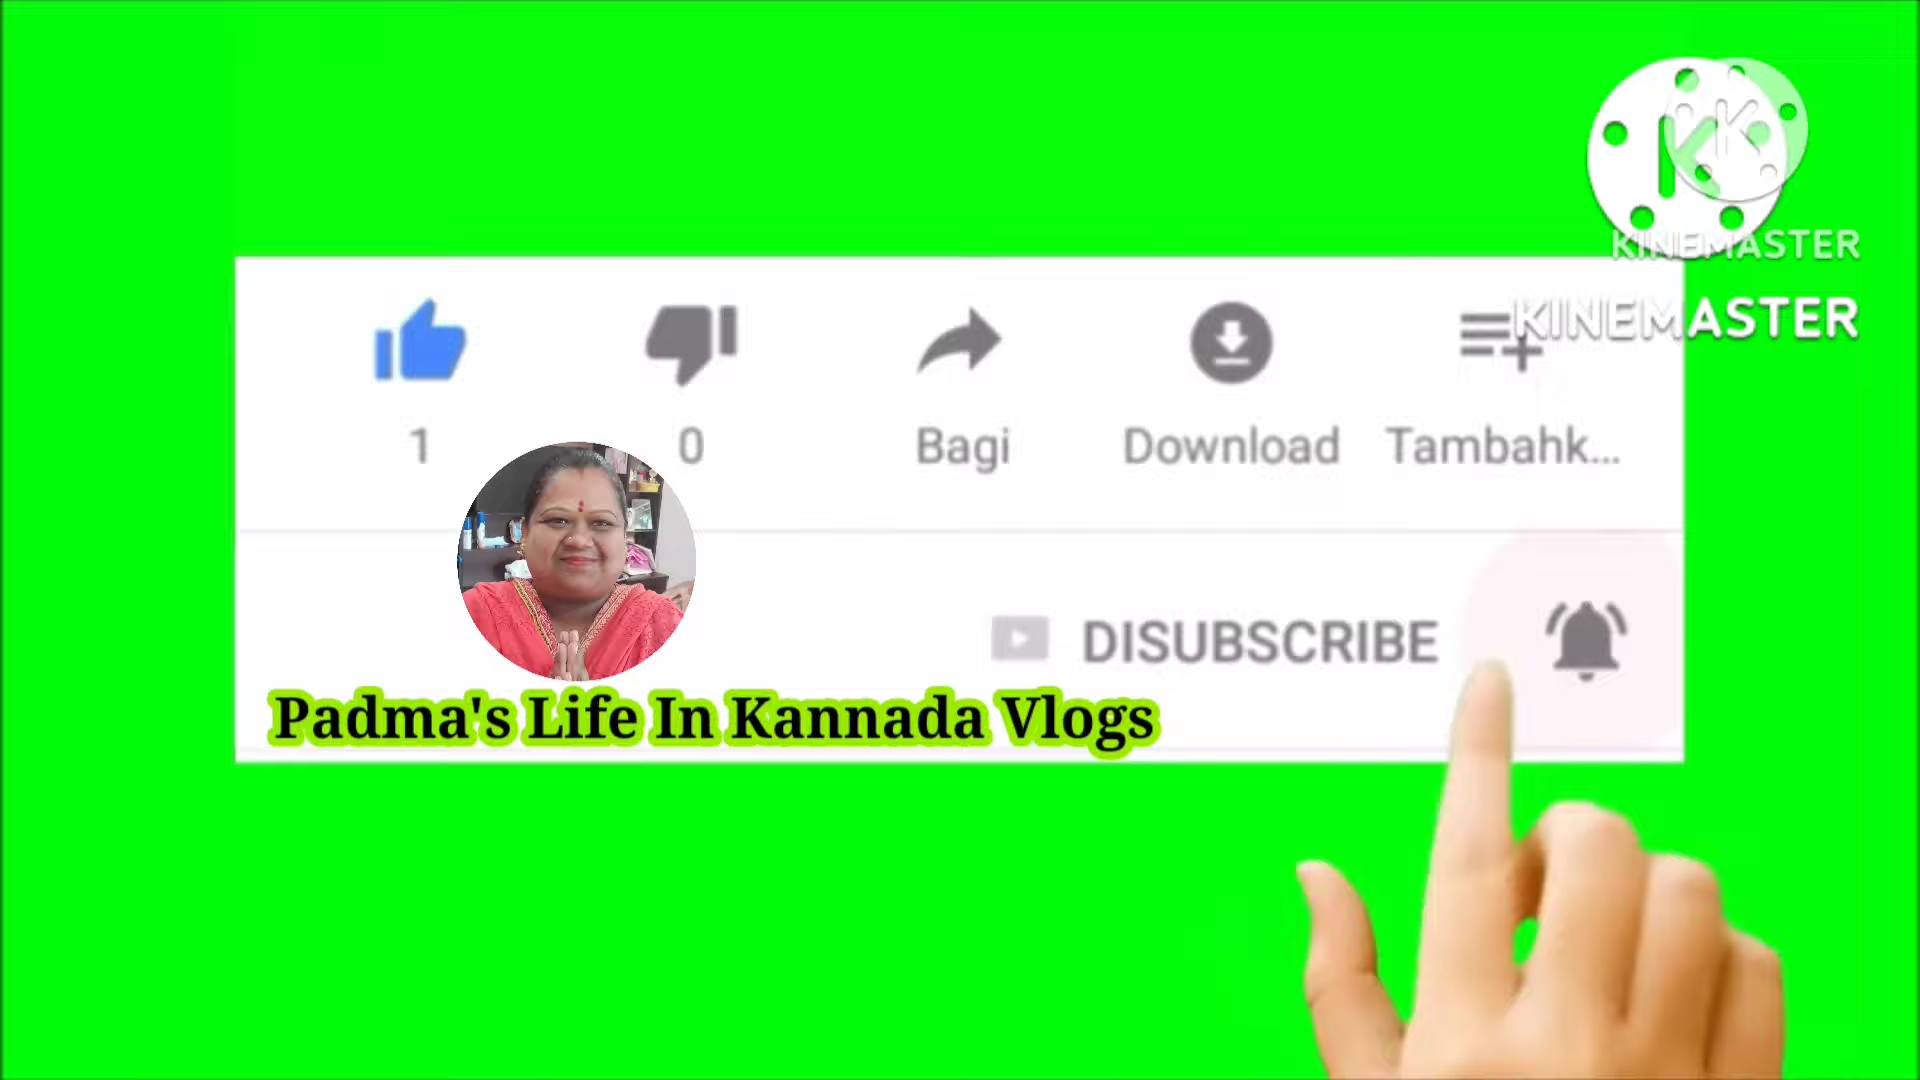 KINEMASTER
KINEMASTER
1 0 Bagi Download Tambahk...
DISUBSCRIBE
Padma's Life In Kannada Vlogs